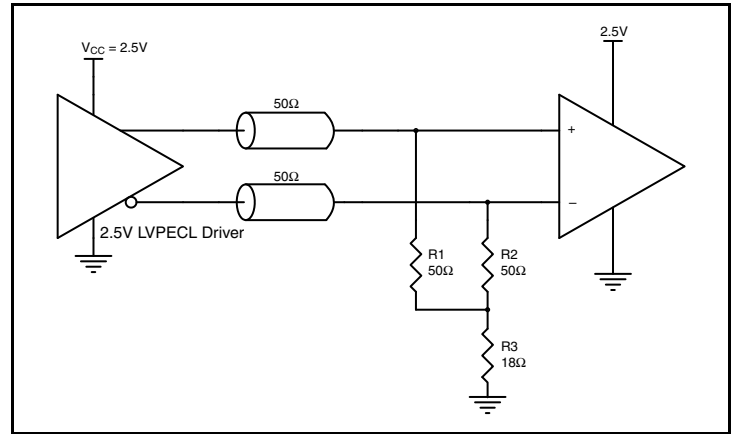 V_CC = 2.5V
2.5V
50Ω
50Ω
+
−
2.5V LVPECL Driver
R1
50Ω
R2
50Ω
R3
18Ω